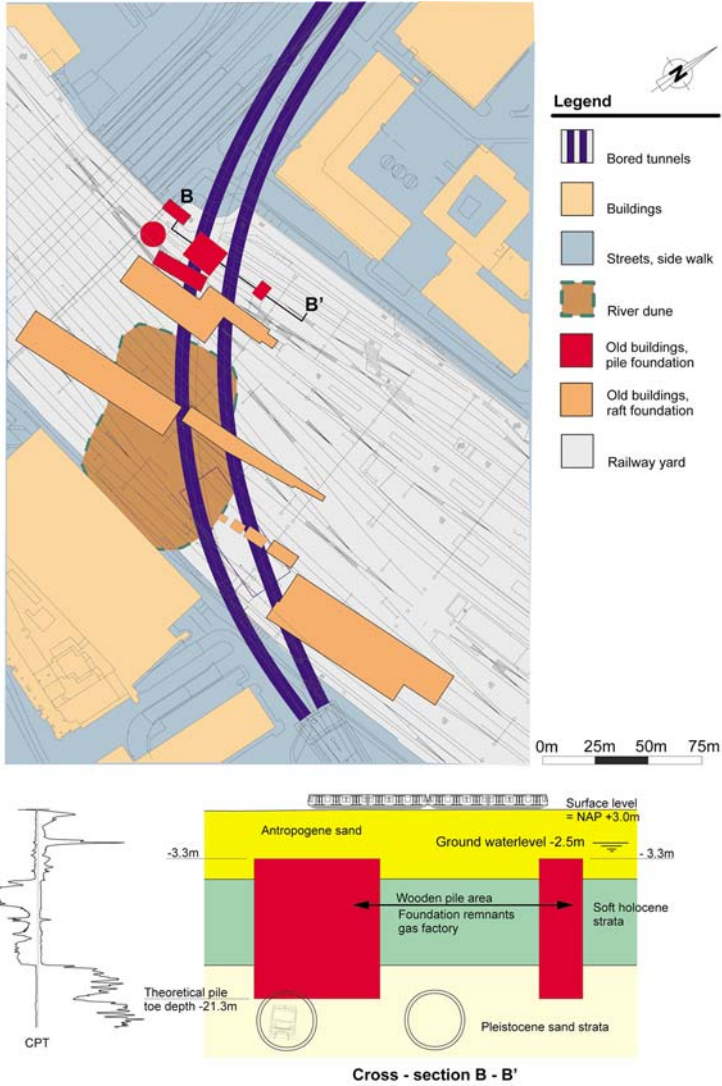 N
Legend
B
Bored tunnels
Buildings
Streets, side walk
B'
River dune
Old buildings,
pile foundation
Old buildings,
raft foundation
Railway yard
0m 25m 50m 75m
Surface level
= NAP +3.0m
Antropogene sand
Ground waterlevel -2.5m
-3.3m
- 3.3m
Wooden pile area
Foundation remnants
gas factory
Soft holocene
strata
Theoretical pile
toe depth -21.3m
Pleistocene sand strata
CPT
Cross - section B - B'